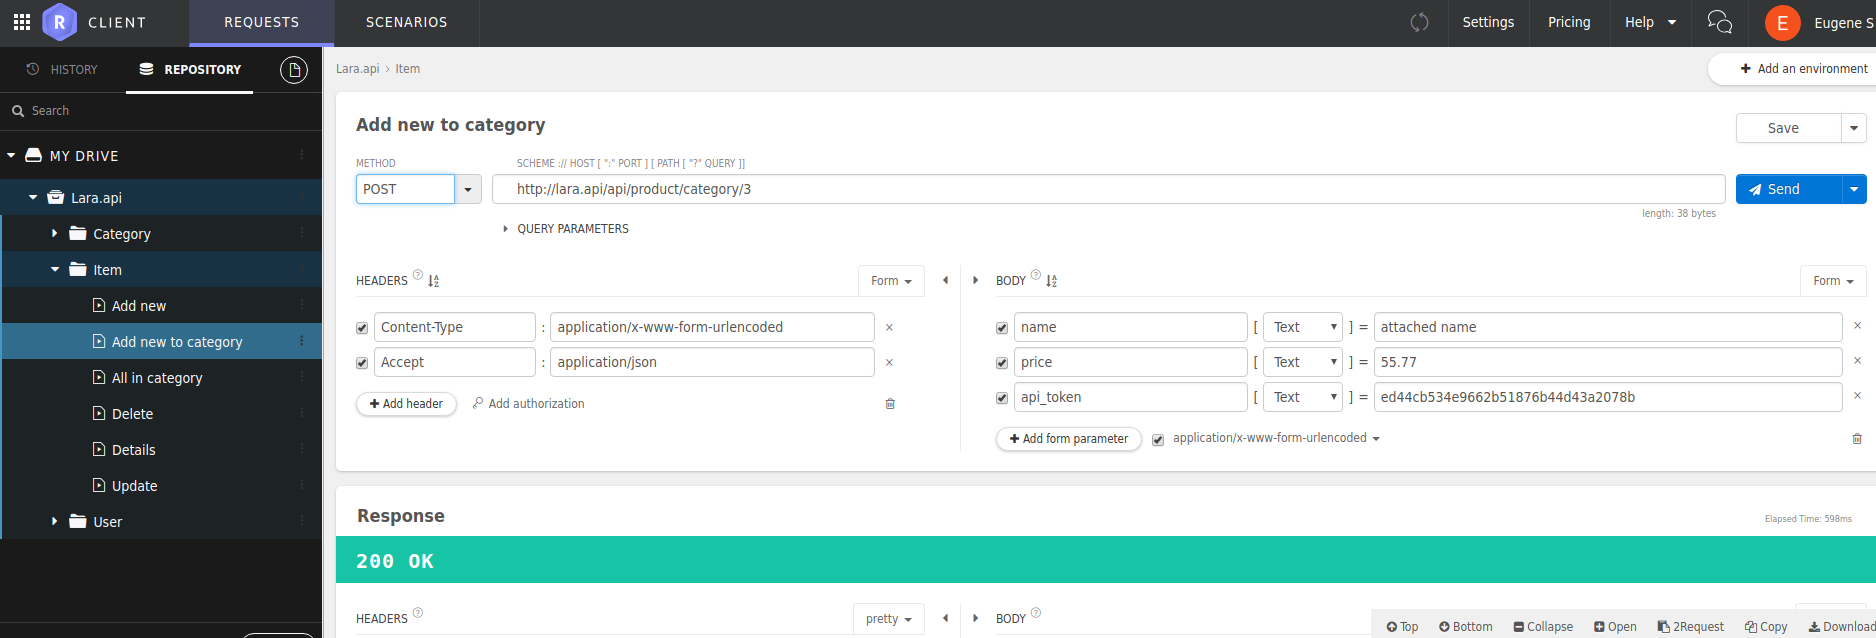 R CLIENT REQUESTS SCENARIOS Settings Pricing Help E Eugene S
HISTORY REPOSITORY
Lara.api › Item
+ Add an environment
Search
MY DRIVE
Lara.api
Category
Item
Add new
Add new to category
All in category
Delete
Details
Update
User
Add new to category
Save
METHOD SCHEME :// HOST [ ":" PORT ] [ PATH [ "?" QUERY ]]
POST http://lara.api/api/product/category/3 Send
length: 38 bytes
QUERY PARAMETERS
HEADERS ? Form
Content-Type : application/x-www-form-urlencoded ×
Accept : application/json ×
+ Add header Add authorization
BODY ? Form
name [ Text ] = attached name ×
price [ Text ] = 55.77 ×
api_token [ Text ] = ed44cb534e9662b51876b44d43a2078b ×
+ Add form parameter application/x-www-form-urlencoded
Response
Elapsed Time: 598ms
200 OK
HEADERS ? pretty
BODY ?
Top Bottom Collapse Open 2Request Copy Download